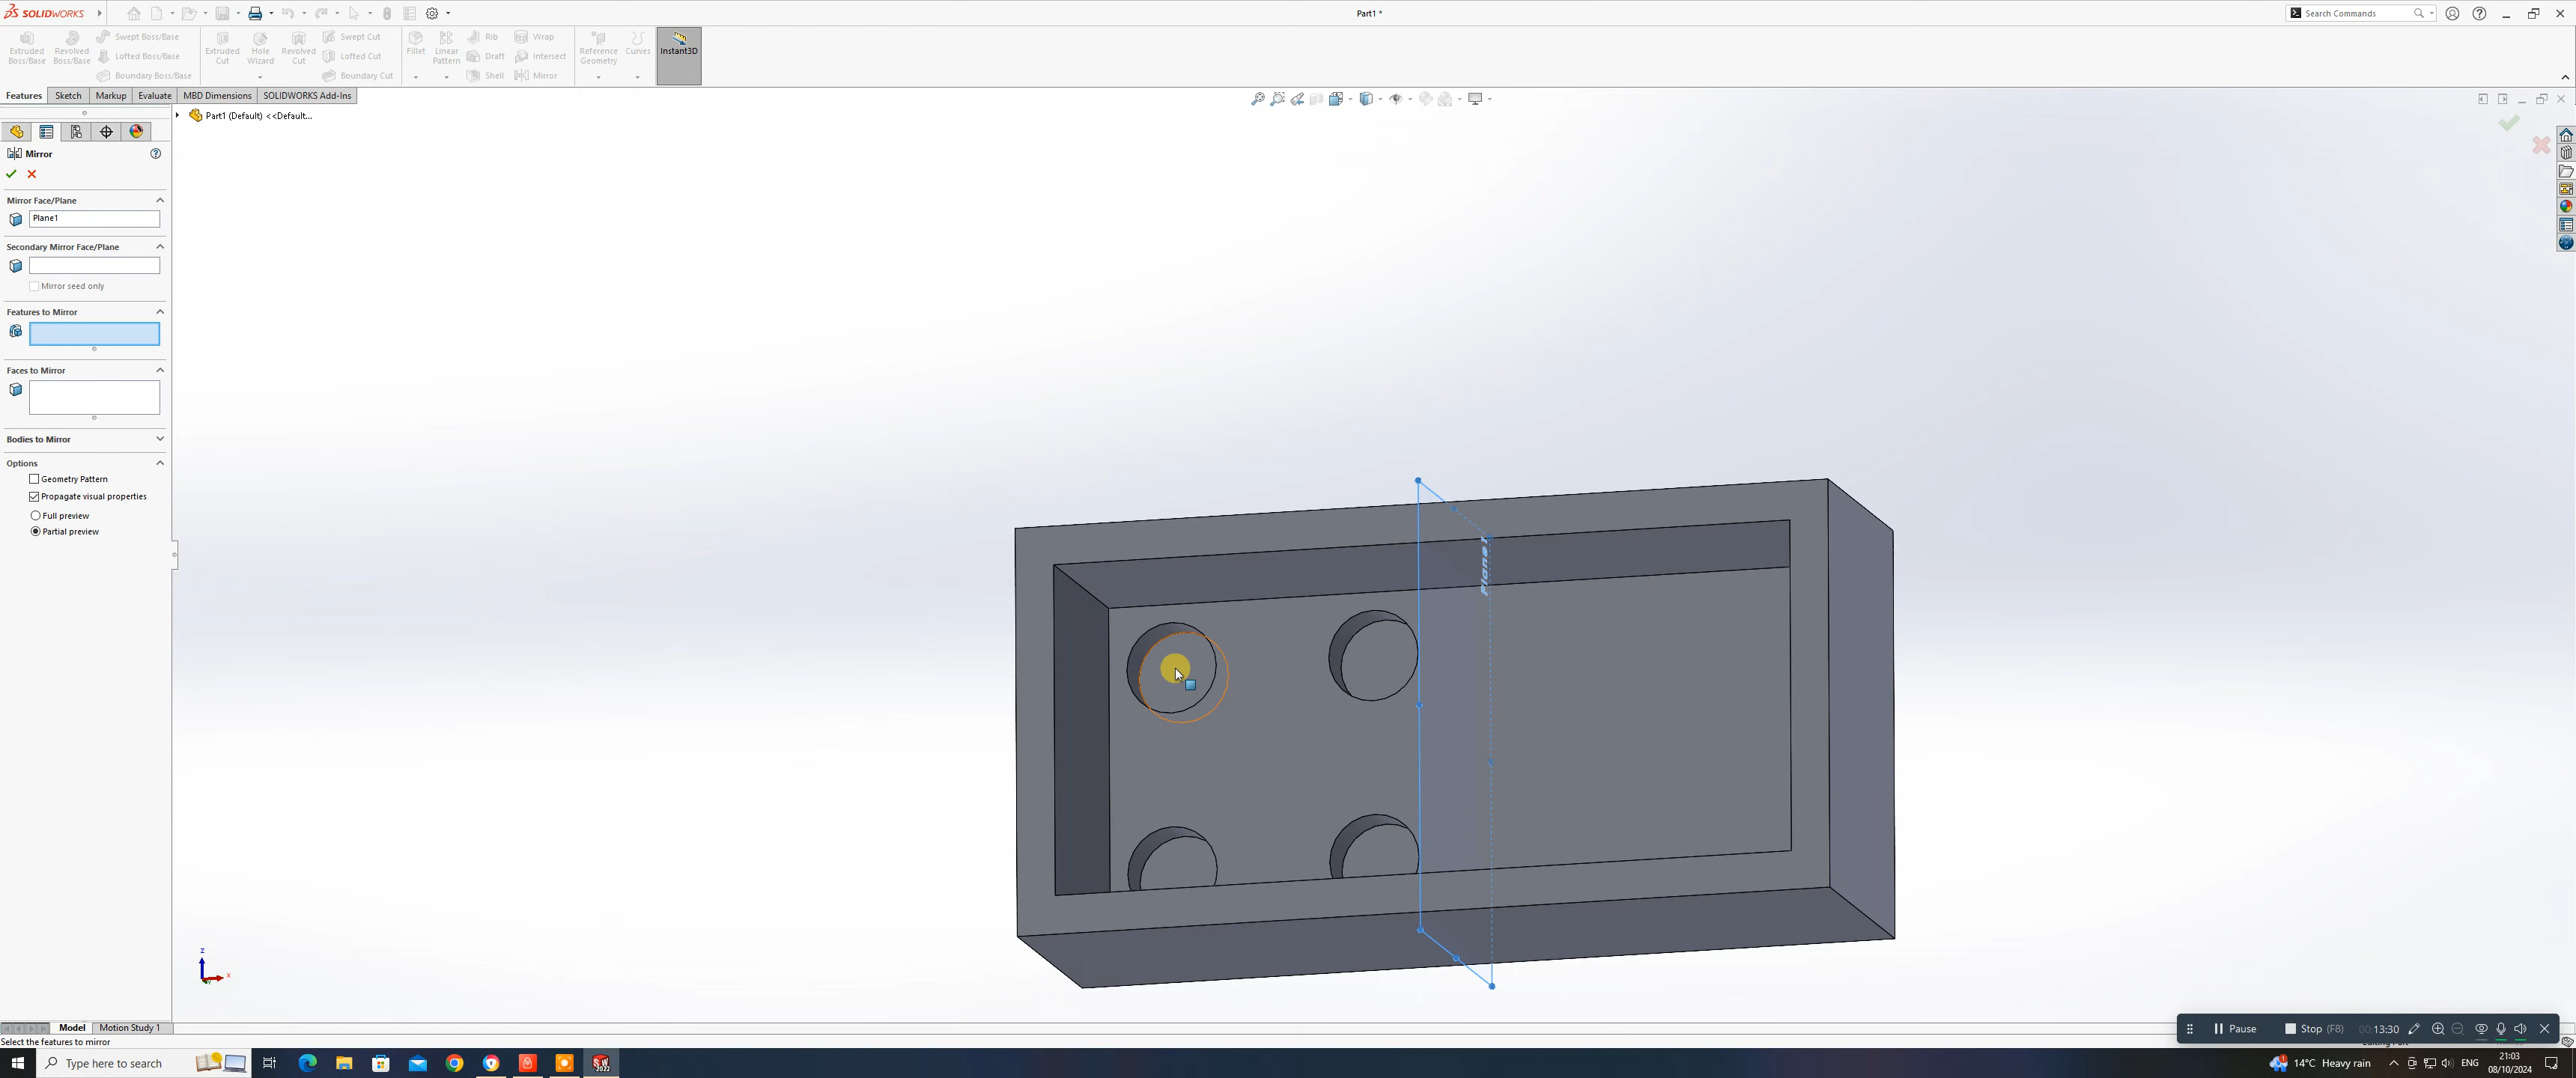 SOLIDWORKS
Part1 *
Search Commands
Extruded Boss/Base
Revolved Boss/Base
Swept Boss/Base
Lofted Boss/Base
Boundary Boss/Base
Extruded Cut
Hole Wizard
Revolved Cut
Swept Cut
Lofted Cut
Boundary Cut
Fillet
Linear Pattern
Rib
Draft
Shell
Wrap
Intersect
Mirror
Reference Geometry
Curves
Instant3D
Features
Sketch
Markup
Evaluate
MBD Dimensions
SOLIDWORKS Add-Ins
Part1 (Default) <<Default...
Mirror
Mirror Face/Plane
Plane1
Secondary Mirror Face/Plane
Mirror seed only
Features to Mirror
Faces to Mirror
Bodies to Mirror
Options
Geometry Pattern
Propagate visual properties
Full preview
Partial preview
Plane1
z
x
Model
Motion Study 1
Select the features to mirror
Pause
Stop (F8)
00:13:30
Type here to search
SW
2022
14°C Heavy rain
ENG
21:03
08/10/2024